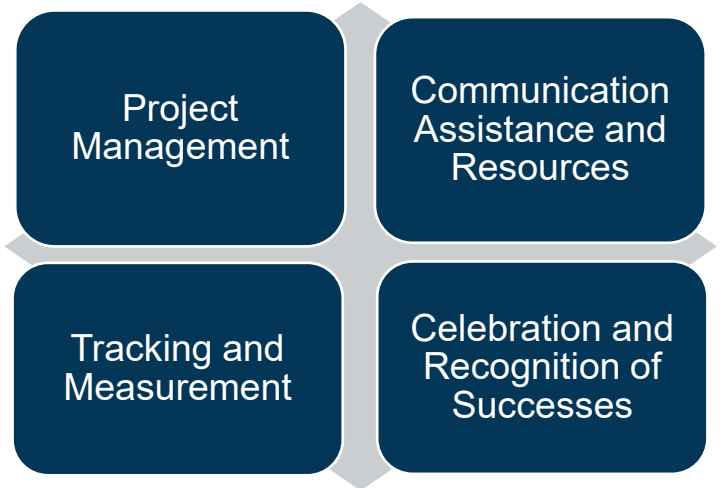 Project
Management
Communication
Assistance and
Resources
Tracking and
Measurement
Celebration and
Recognition of
Successes